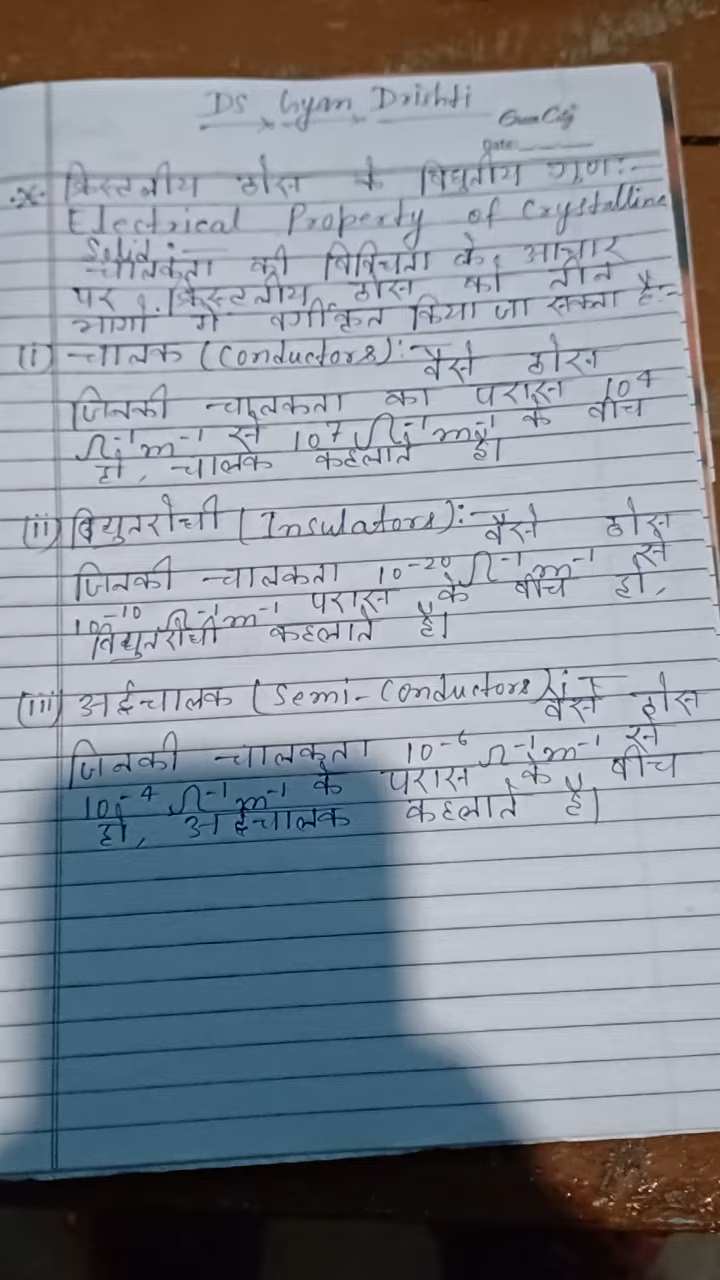 DS Gyan Drishti
Date
क्रिस्टलीय ठोस के विधुतीय गुण:-
Electrical Property of Crystalline
Solid :-
चालकता की विविधता के आधार
पर क्रिस्टलीय ठोस को तीन
भागों में वर्गीकृत किया जा सकता है:-
(i) चालक (Conductors):- वैसे ठोस
जिनकी चालकता का परास 10⁴
Ω⁻¹m⁻¹ से 10⁷ Ω⁻¹m⁻¹ के बीच
हो, चालक कहलाते हैं।
(ii) विधुतरोधी (Insulators):- वैसे ठोस
जिनकी चालकता 10⁻²⁰ Ω⁻¹m⁻¹ से
10⁻¹⁰ Ω⁻¹m⁻¹ परास के बीच हो,
विधुतरोधी कहलाते हैं।
(iii) अर्द्धचालक (Semi-Conductors):- वैसे ठोस
जिनकी चालकता 10⁻⁶ Ω⁻¹m⁻¹ से
10⁻⁴ Ω⁻¹m⁻¹ के परास के बीच
हो, अर्द्धचालक कहलाते हैं।